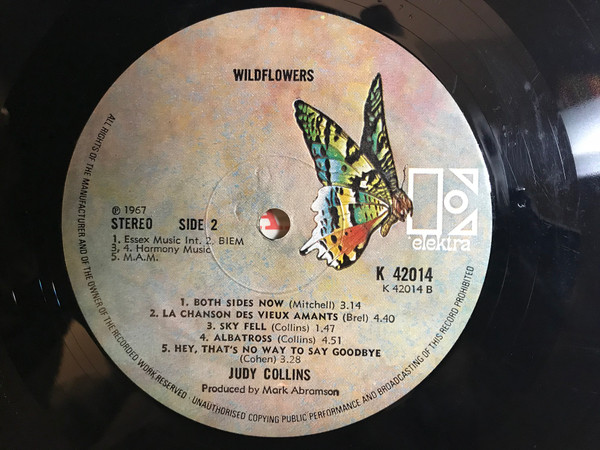 WILDFLOWERS
℗ 1967
STEREO SIDE 2
1. Essex Music Int. 2. BIEM
3, 4. Harmony Music
5. M.A.M.
elektra
K 42014
K 42014 B
1. BOTH SIDES NOW (Mitchell) 3.14
2. LA CHANSON DES VIEUX AMANTS (Brel) 4.40
3. SKY FELL (Collins) 1.47
4. ALBATROSS (Collins) 4.51
5. HEY, THAT'S NO WAY TO SAY GOODBYE
(Cohen) 3.28
JUDY COLLINS
Produced by Mark Abramson
ALL RIGHTS OF THE MANUFACTURER AND OF THE OWNER OF THE RECORDED WORK RESERVED · UNAUTHORISED COPYING PUBLIC PERFORMANCE AND BROADCASTING OF THIS RECORD PROHIBITED